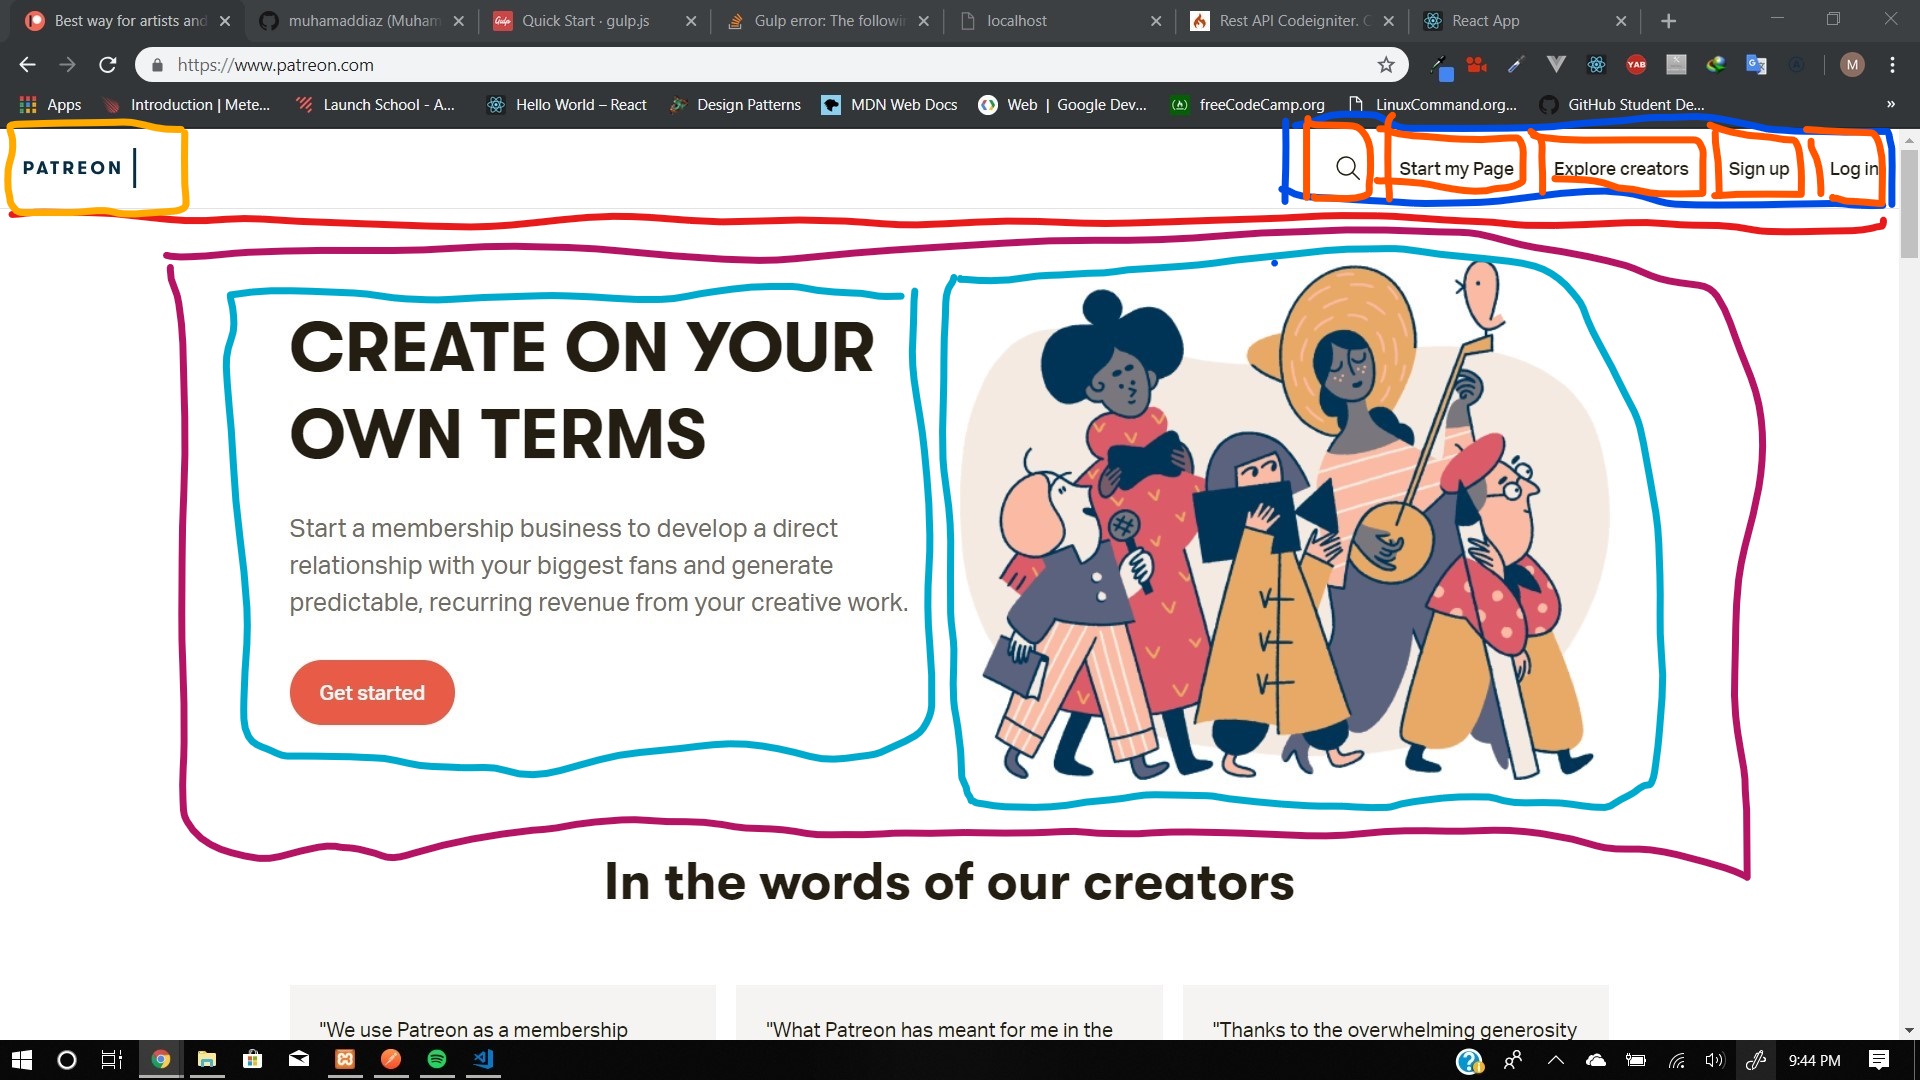 Best way for artists and
muhamaddiaz (Muham
Quick Start · gulp.js
Gulp error: The followin
localhost
Rest API Codeigniter. C
React App
https://www.patreon.com
YAB
M
Apps
Introduction | Mete...
Launch School - A...
Hello World – React
Design Patterns
MDN Web Docs
Web | Google Dev...
freeCodeCamp.org
LinuxCommand.org...
GitHub Student De...
»
PATREON
Start my Page
Explore creators
Sign up
Log in
CREATE ON YOUR
OWN TERMS
Start a membership business to develop a direct
relationship with your biggest fans and generate
predictable, recurring revenue from your creative work.
Get started
In the words of our creators
"We use Patreon as a membership
"What Patreon has meant for me in the
"Thanks to the overwhelming generosity
9:44 PM